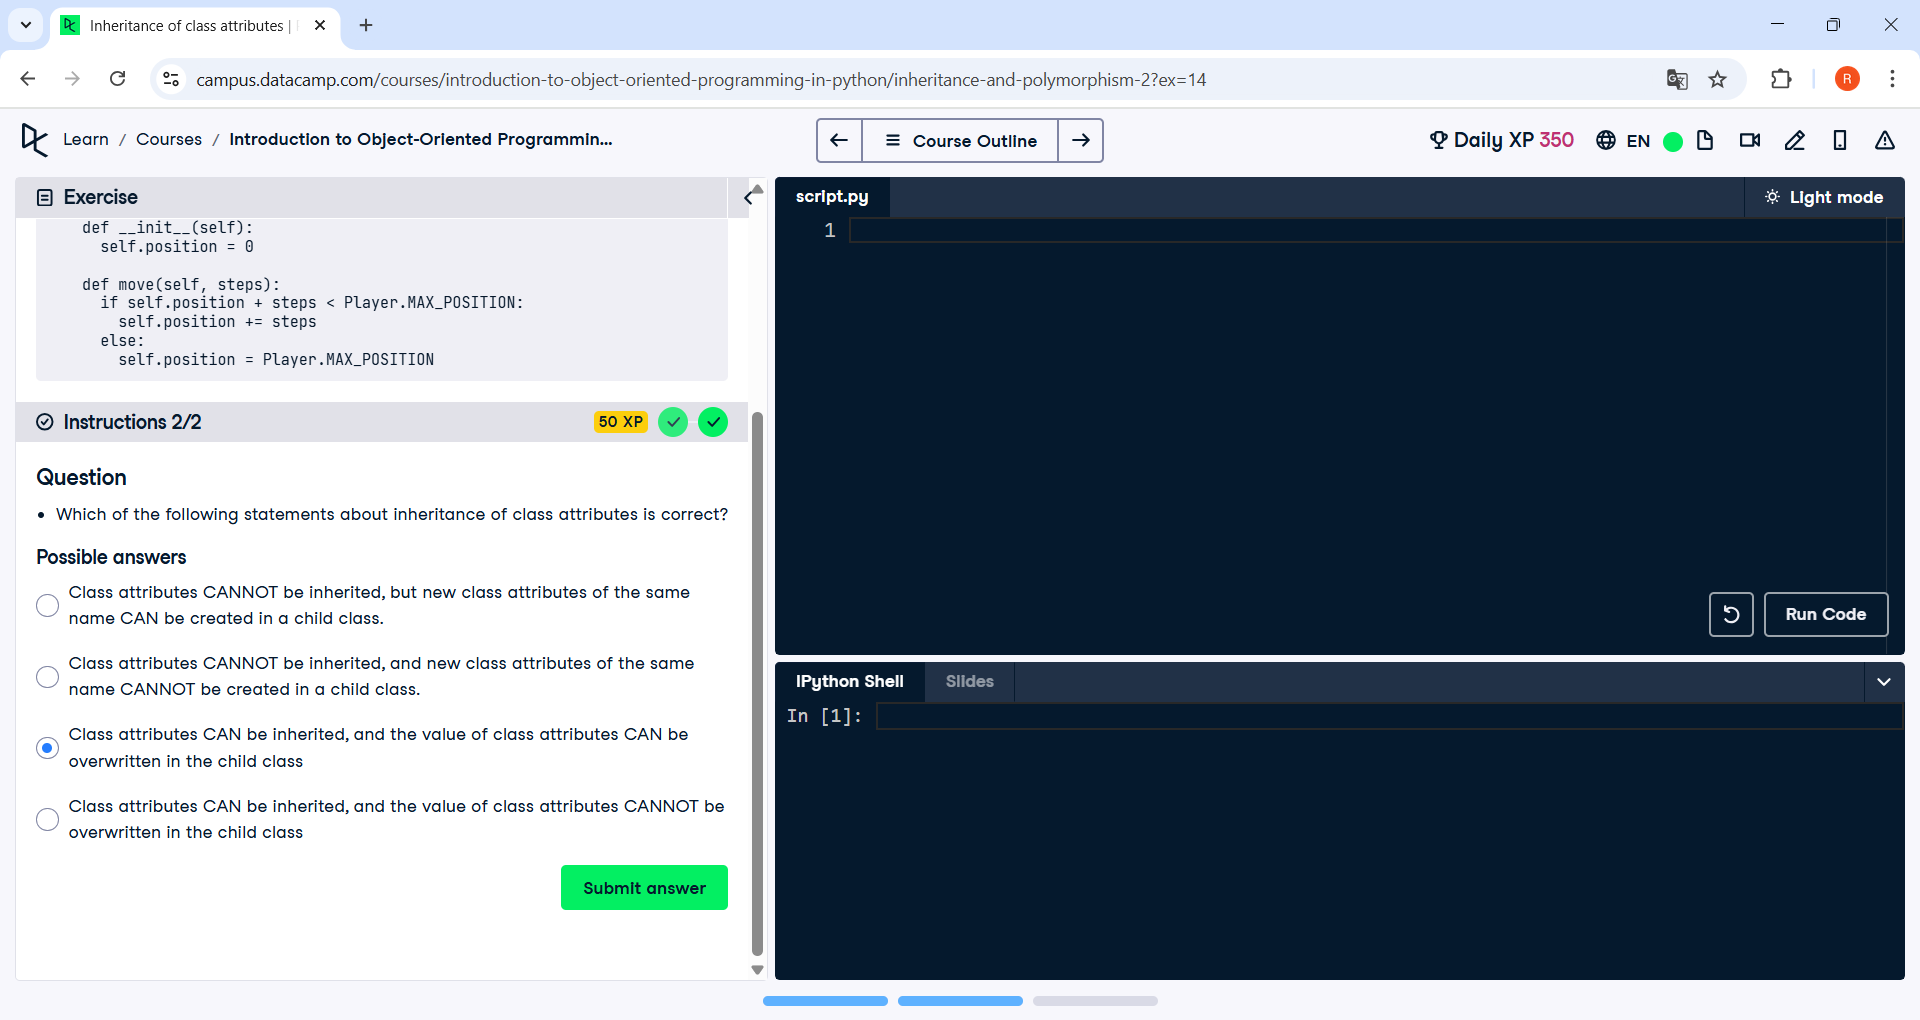 Inheritance of class attributes |
campus.datacamp.com/courses/introduction-to-object-oriented-programming-in-python/inheritance-and-polymorphism-2?ex=14
R
Learn / Courses / Introduction to Object-Oriented Programmin...
Course Outline
Daily XP 350
EN
Exercise
def __init__(self):
self.position = 0
def move(self, steps):
if self.position + steps < Player.MAX_POSITION:
self.position += steps
else:
self.position = Player.MAX_POSITION
Instructions 2/2
50 XP
Question
• Which of the following statements about inheritance of class attributes is correct?
Possible answers
Class attributes CANNOT be inherited, but new class attributes of the same
name CAN be created in a child class.
Class attributes CANNOT be inherited, and new class attributes of the same
name CANNOT be created in a child class.
Class attributes CAN be inherited, and the value of class attributes CAN be
overwritten in the child class
Class attributes CAN be inherited, and the value of class attributes CANNOT be
overwritten in the child class
Submit answer
script.py
Light mode
1
Run Code
IPython Shell
Slides
In [1]: